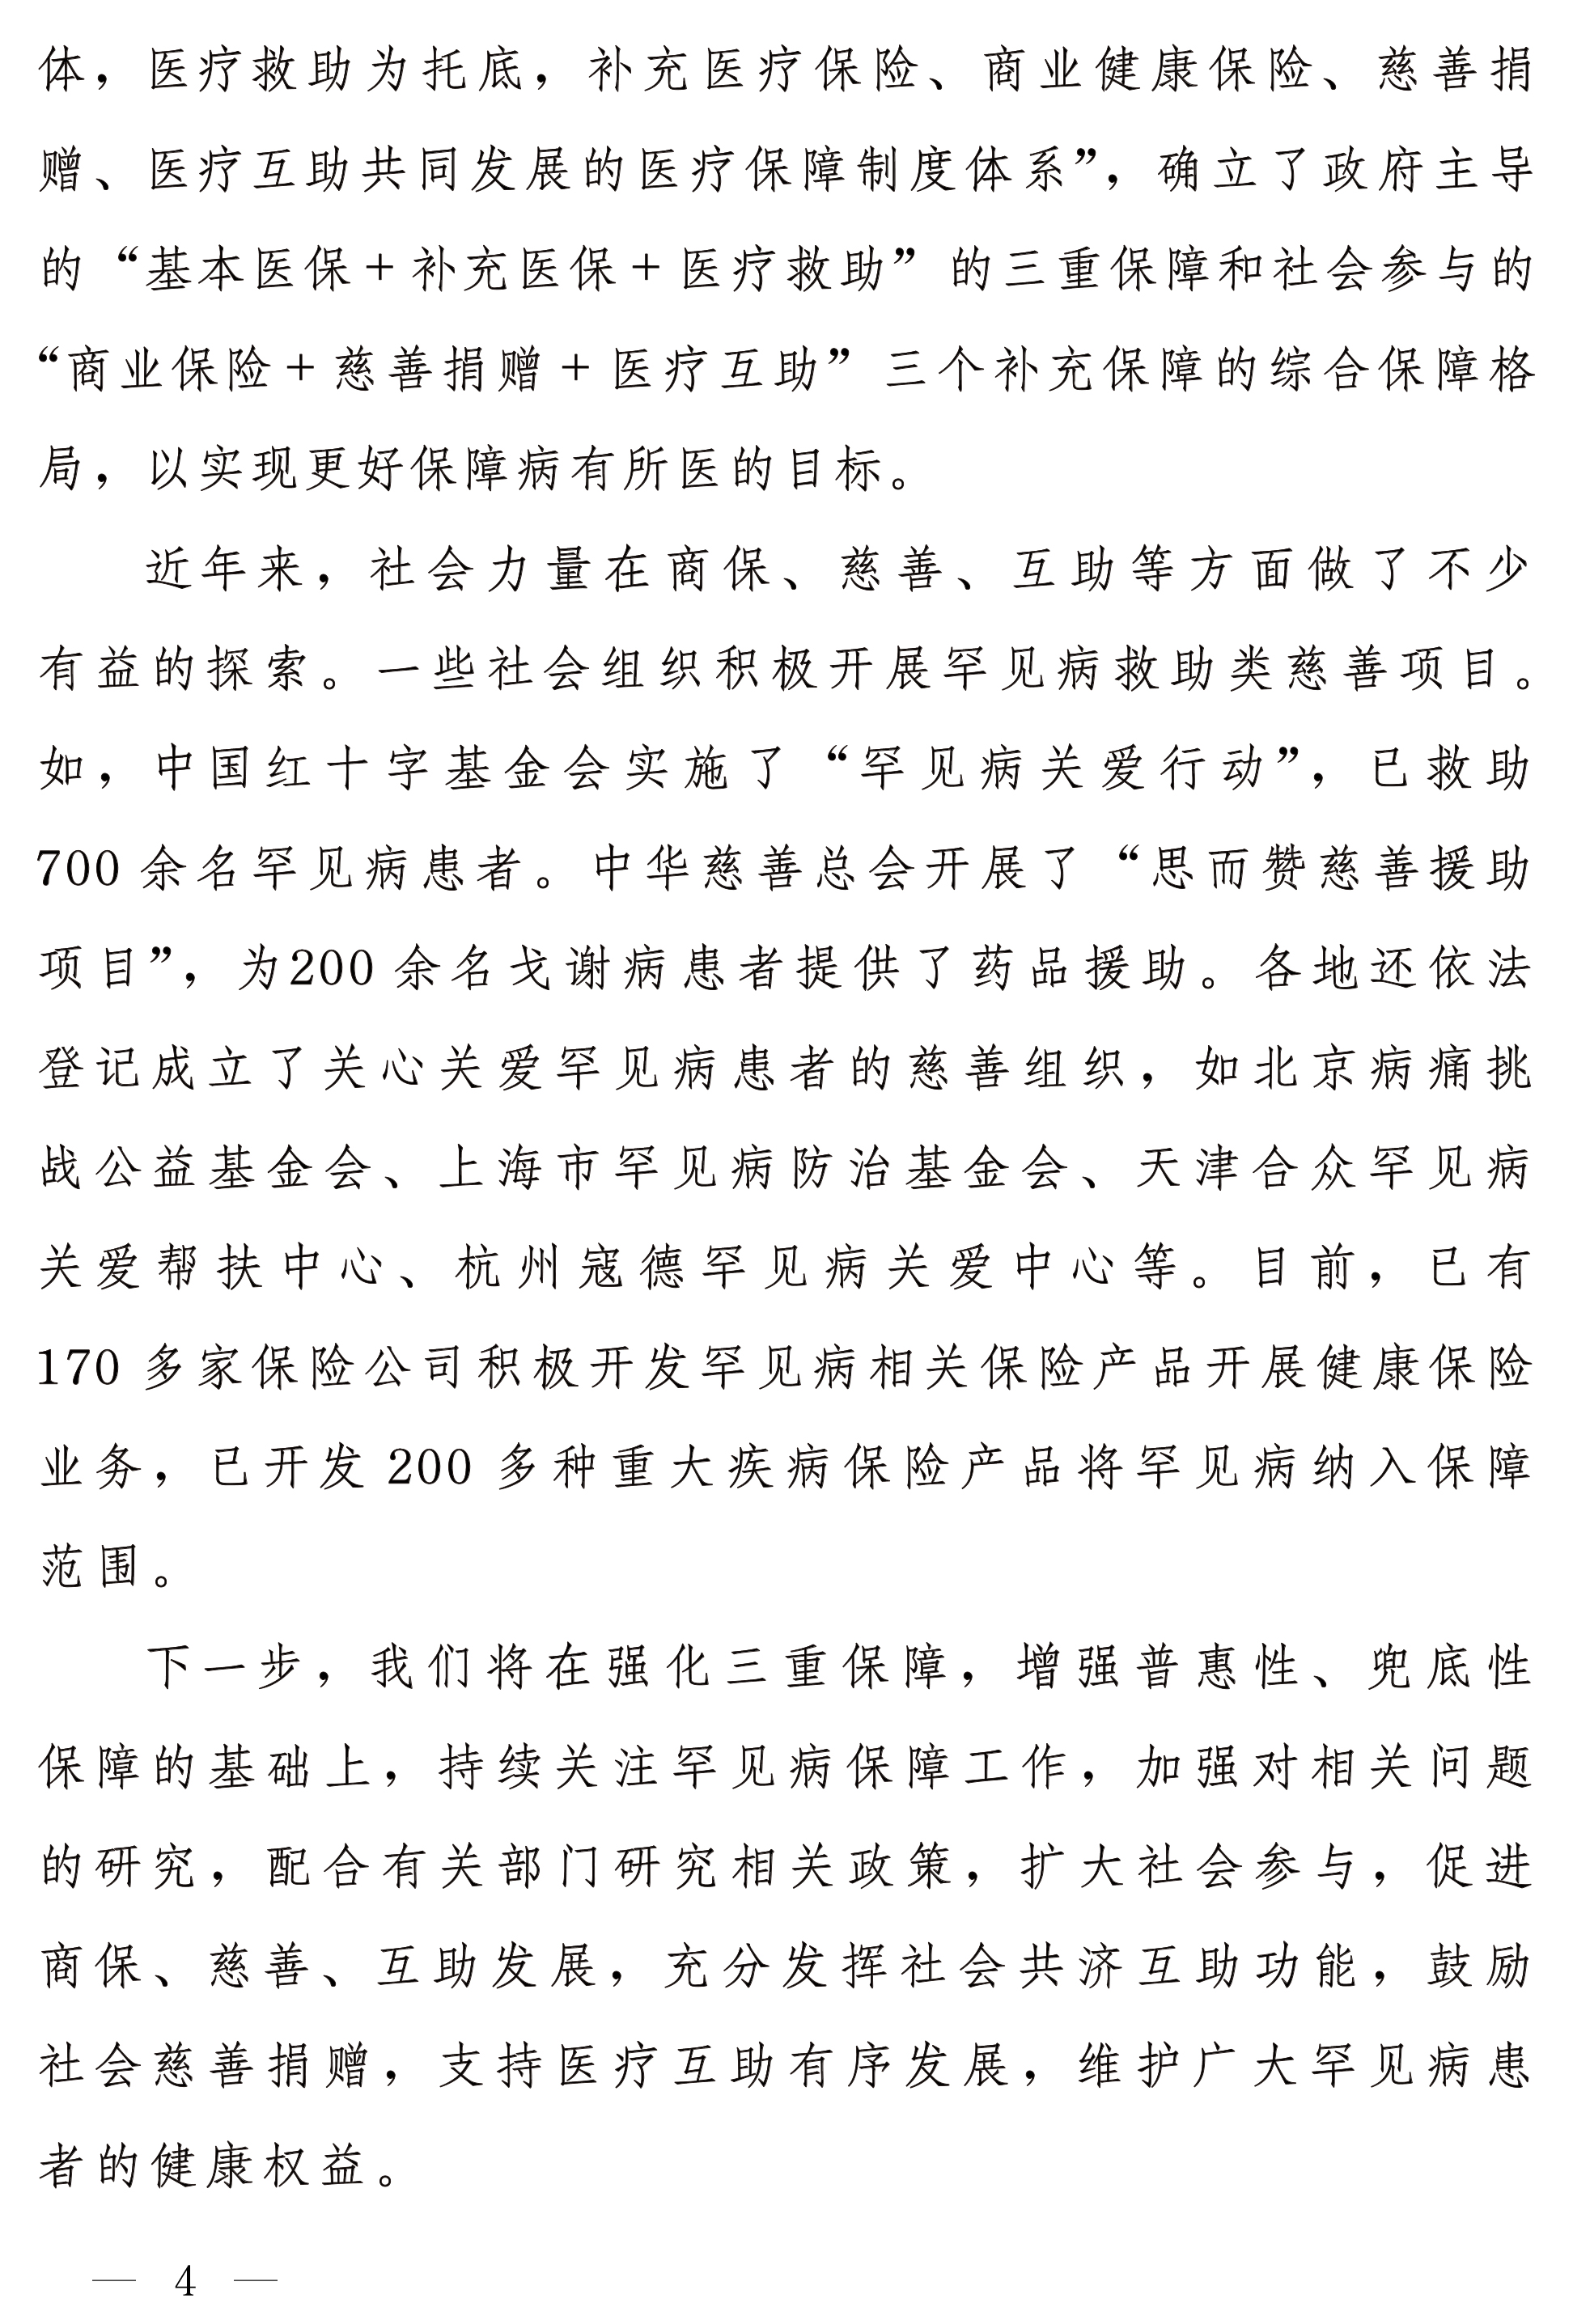 体，医疗救助为托底，补充医疗保险、商业健康保险、慈善捐
赠、医疗互助共同发展的医疗保障制度体系”，确立了政府主导
的“基本医保+补充医保+医疗救助”的三重保障和社会参与的
“商业保险+慈善捐赠+医疗互助”三个补充保障的综合保障格
局，以实现更好保障病有所医的目标。
近年来，社会力量在商保、慈善、互助等方面做了不少
有益的探索。一些社会组织积极开展罕见病救助类慈善项目。
如，中国红十字基金会实施了“罕见病关爱行动”，已救助
700 余名罕见病患者。中华慈善总会开展了“思而赞慈善援助
项目”，为200 余名戈谢病患者提供了药品援助。各地还依法
登记成立了关心关爱罕见病患者的慈善组织，如北京病痛挑
战公益基金会、上海市罕见病防治基金会、天津合众罕见病
关爱帮扶中心、杭州寇德罕见病关爱中心等。目前，已有
170 多家保险公司积极开发罕见病相关保险产品开展健康保险
业务，已开发 200 多种重大疾病保险产品将罕见病纳入保障
范围。
下一步，我们将在强化三重保障，增强普惠性、兜底性
保障的基础上，持续关注罕见病保障工作，加强对相关问题
的研究，配合有关部门研究相关政策，扩大社会参与，促进
商保、慈善、互助发展，充分发挥社会共济互助功能，鼓励
社会慈善捐赠，支持医疗互助有序发展，维护广大罕见病患
者的健康权益。
— 4 —